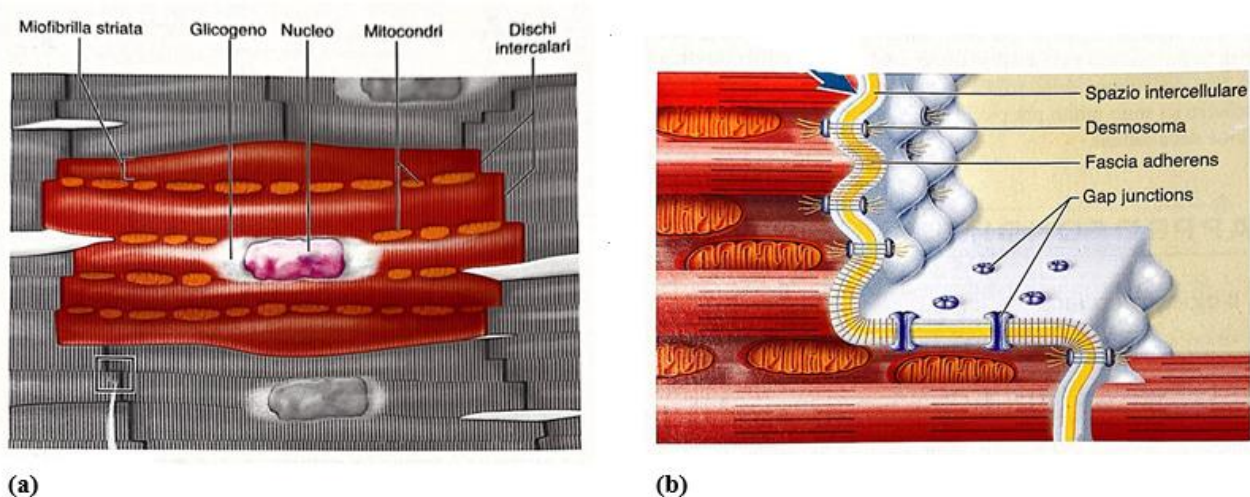 Miofibrilla striata
Glicogeno
Nucleo
Mitocondri
Dischi
intercalari
Spazio intercellulare
Desmosoma
Fascia adherens
Gap junctions
(a)
(b)